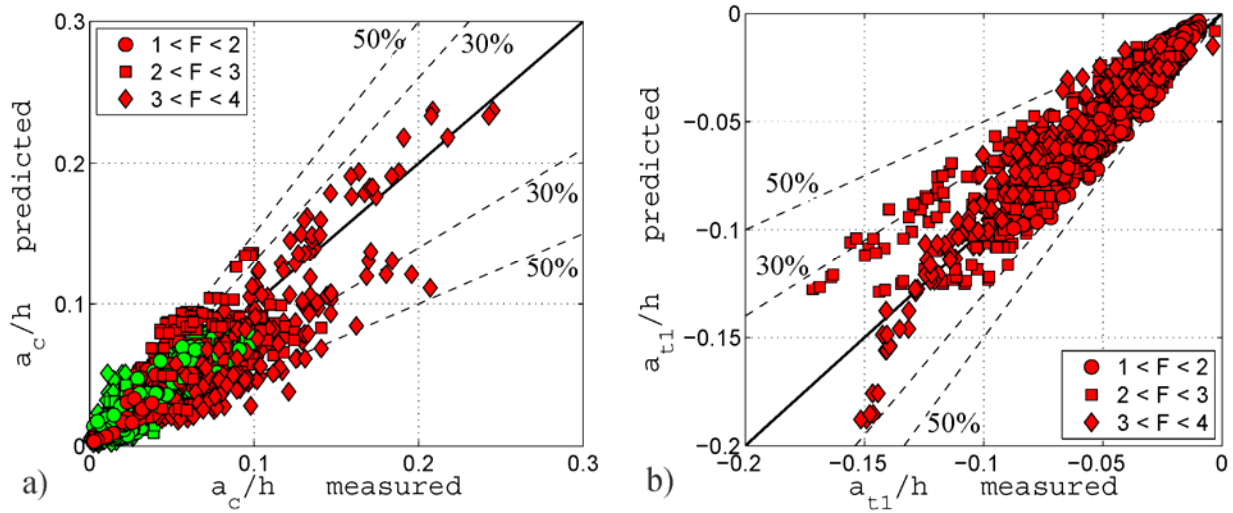 0.3
0.2
0.1
0
a_c/h predicted
1 < F < 2
2 < F < 3
3 < F < 4
50%
30%
30%
50%
0
0.1
0.2
0.3
a_c/h measured
a)
0
−0.05
−0.1
−0.15
−0.2
a_t1/h predicted
50%
30%
50%
1 < F < 2
2 < F < 3
3 < F < 4
−0.2
−0.15
−0.1
−0.05
0
a_t1/h measured
b)